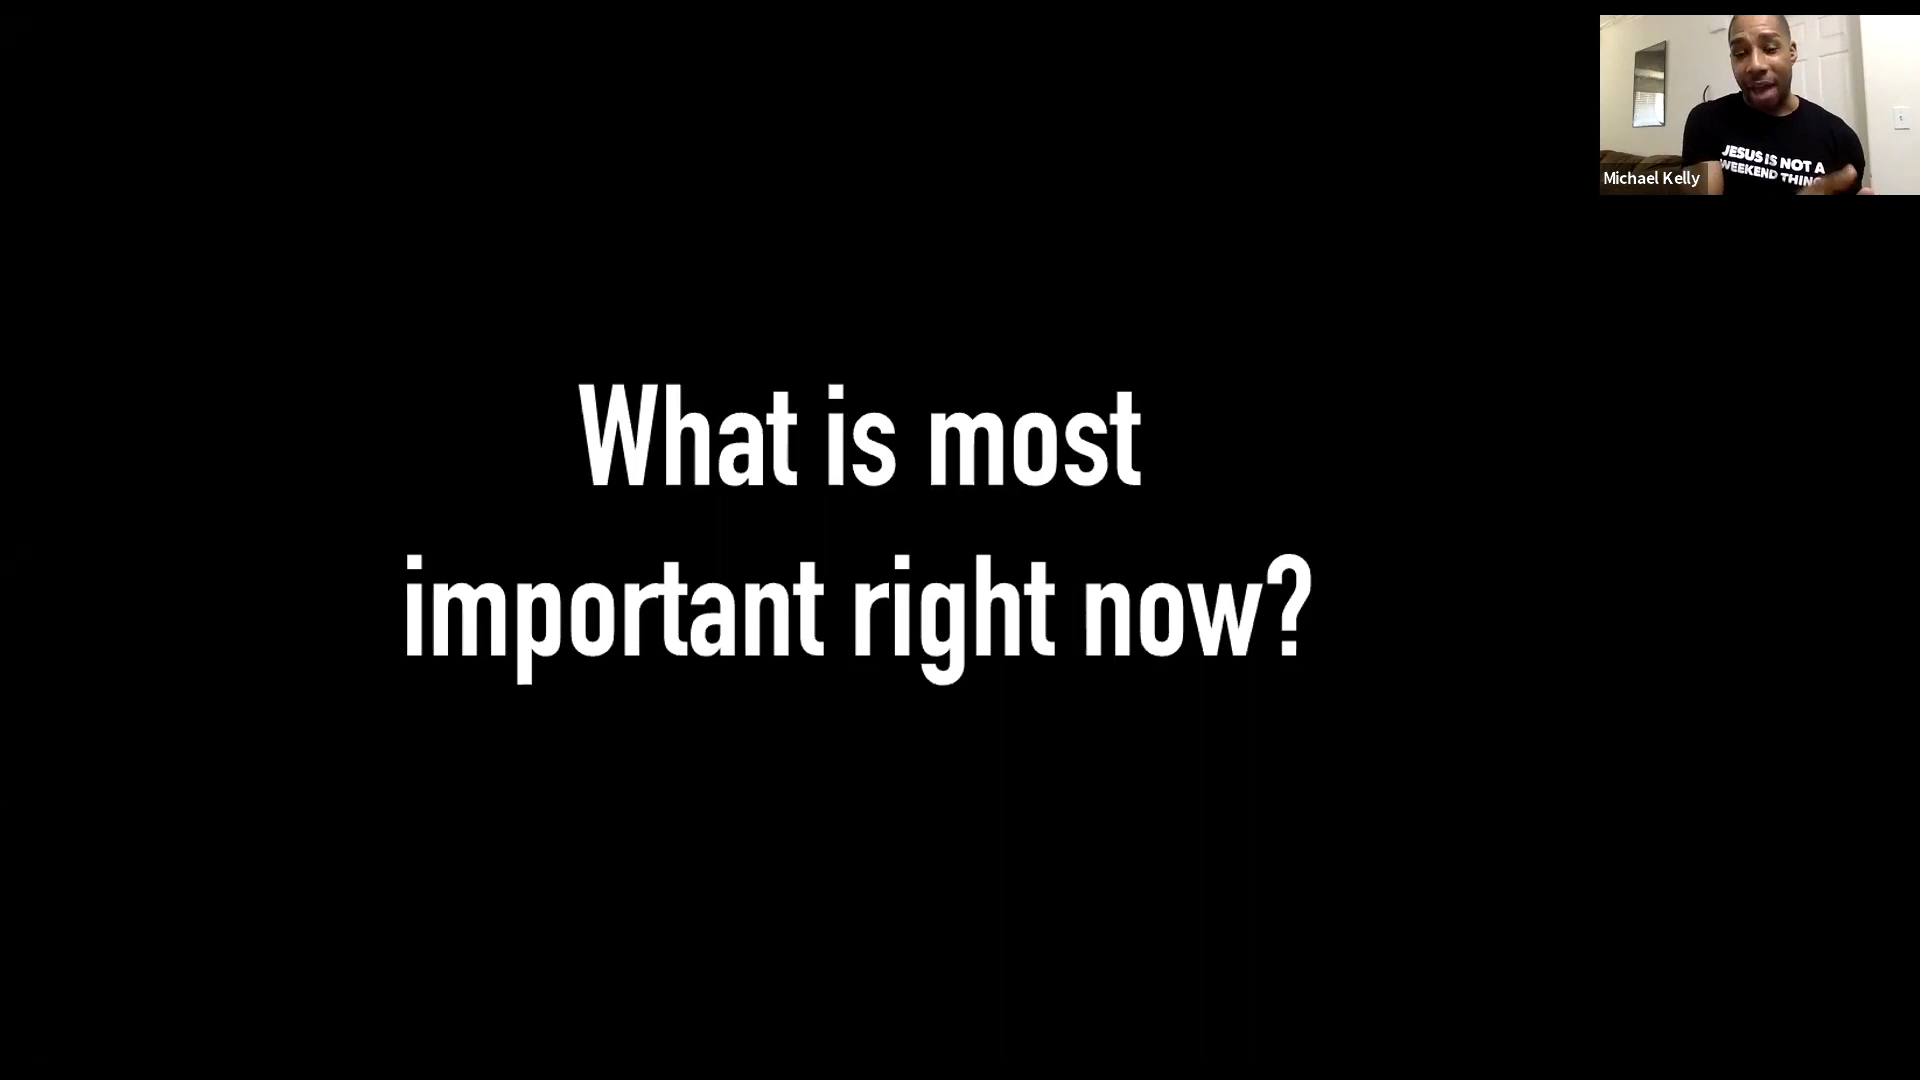 What is most
important right now?
JESUS IS NOT A
WEEKEND THING
Michael Kelly